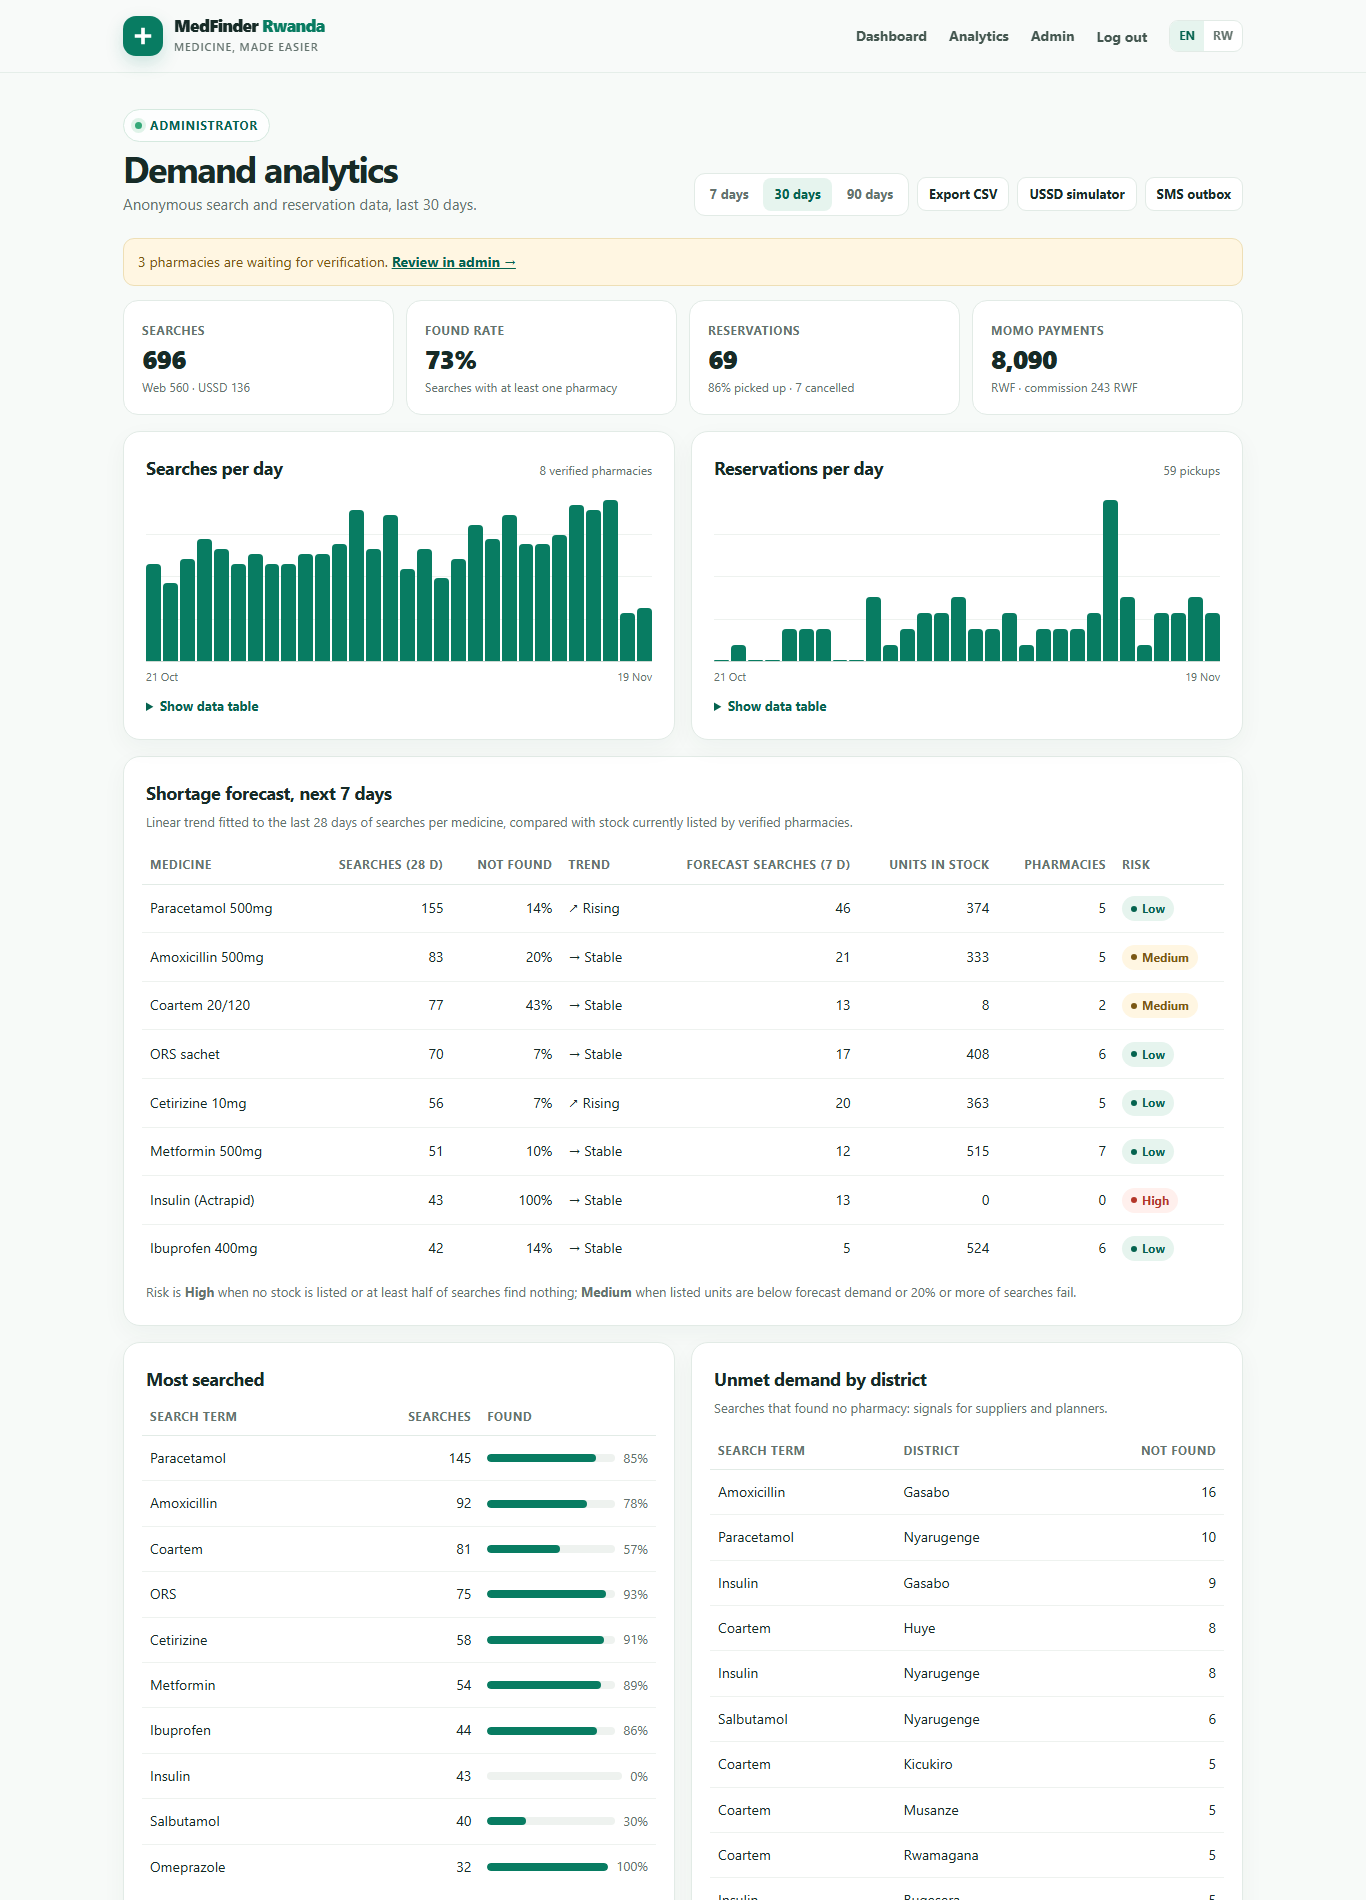 MedFinder Rwanda
MEDICINE, MADE EASIER
Dashboard Analytics Admin Log out EN RW
ADMINISTRATOR
Demand analytics
Anonymous search and reservation data, last 30 days.
7 days 30 days 90 days Export CSV USSD simulator SMS outbox
3 pharmacies are waiting for verification. Review in admin →
SEARCHES
696
Web 560 · USSD 136
FOUND RATE
73%
Searches with at least one pharmacy
RESERVATIONS
69
86% picked up · 7 cancelled
MOMO PAYMENTS
8,090
RWF · commission 243 RWF
Searches per day 8 verified pharmacies
21 Oct 19 Nov
▶ Show data table
Reservations per day 59 pickups
21 Oct 19 Nov
▶ Show data table
Shortage forecast, next 7 days
Linear trend fitted to the last 28 days of searches per medicine, compared with stock currently listed by verified pharmacies.
MEDICINE SEARCHES (28 D) NOT FOUND TREND FORECAST SEARCHES (7 D) UNITS IN STOCK PHARMACIES RISK
Paracetamol 500mg 155 14% ↗ Rising 46 374 5 Low
Amoxicillin 500mg 83 20% → Stable 21 333 5 Medium
Coartem 20/120 77 43% → Stable 13 8 2 Medium
ORS sachet 70 7% → Stable 17 408 6 Low
Cetirizine 10mg 56 7% ↗ Rising 20 363 5 Low
Metformin 500mg 51 10% → Stable 12 515 7 Low
Insulin (Actrapid) 43 100% → Stable 13 0 0 High
Ibuprofen 400mg 42 14% → Stable 5 524 6 Low
Risk is High when no stock is listed or at least half of searches find nothing; Medium when listed units are below forecast demand or 20% or more of searches fail.
Most searched
SEARCH TERM SEARCHES FOUND
Paracetamol 145 85%
Amoxicillin 92 78%
Coartem 81 57%
ORS 75 93%
Cetirizine 58 91%
Metformin 54 89%
Ibuprofen 44 86%
Insulin 43 0%
Salbutamol 40 30%
Omeprazole 32 100%
Unmet demand by district
Searches that found no pharmacy: signals for suppliers and planners.
SEARCH TERM DISTRICT NOT FOUND
Amoxicillin Gasabo 16
Paracetamol Nyarugenge 10
Insulin Gasabo 9
Coartem Huye 8
Insulin Nyarugenge 8
Salbutamol Nyarugenge 6
Coartem Kicukiro 5
Coartem Musanze 5
Coartem Rwamagana 5
Insulin